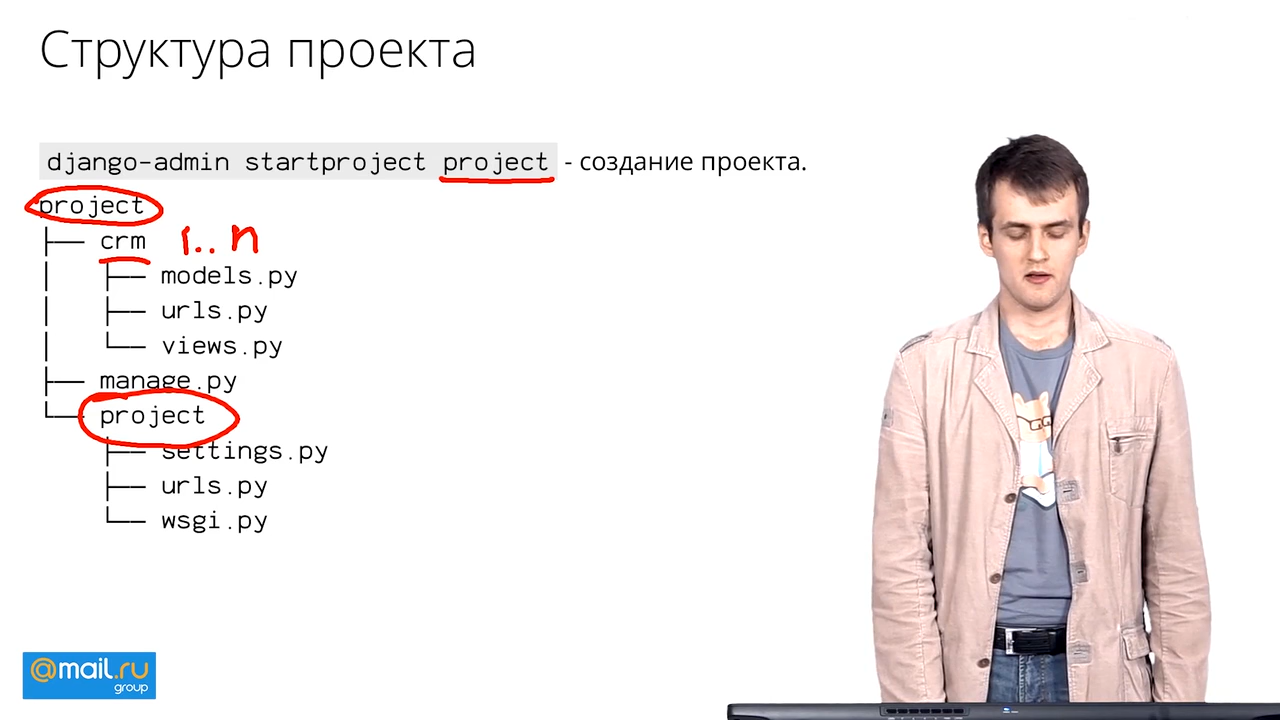 Структура проекта
django-admin startproject project - создание проекта.
project
├── crm 1..n
│   ├── models.py
│   ├── urls.py
│   └── views.py
├── manage.py
└── project
    ├── settings.py
    ├── urls.py
    └── wsgi.py
@mail.ru
group